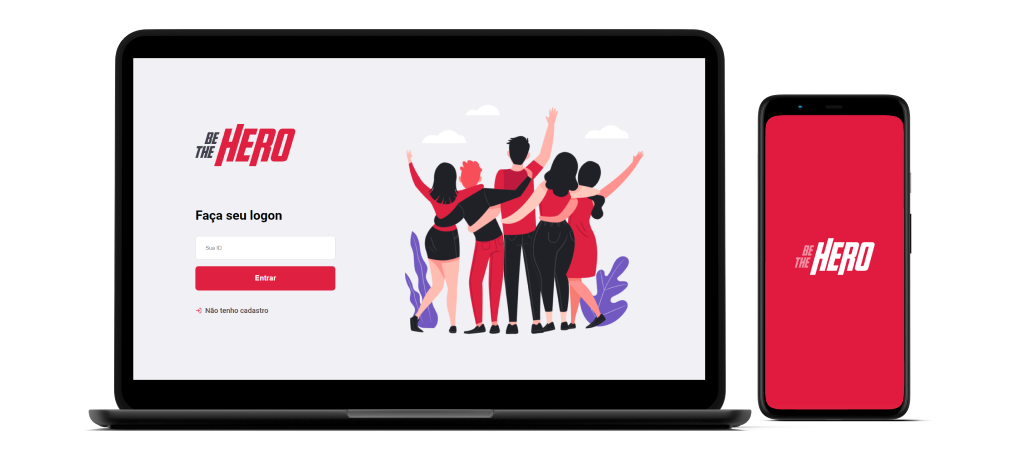 BE
THE HERO
Faça seu logon
Sua ID
Entrar
Não tenho cadastro
BE
THE HERO